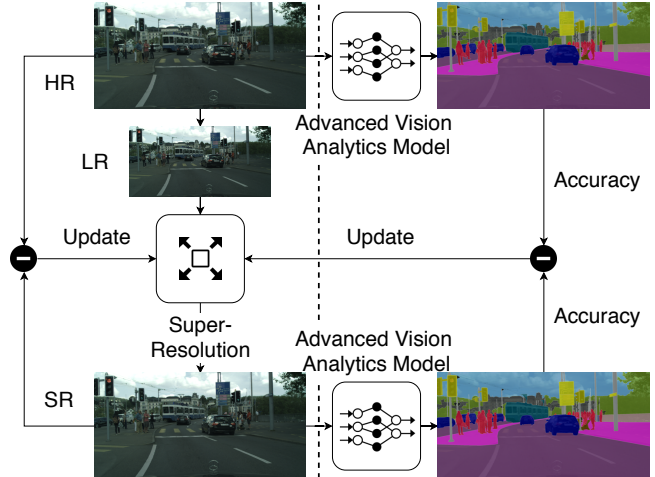 HR
Advanced Vision
Analytics Model
LR
Accuracy
Update
Update
Super-
Resolution
Advanced Vision
Analytics Model
Accuracy
SR